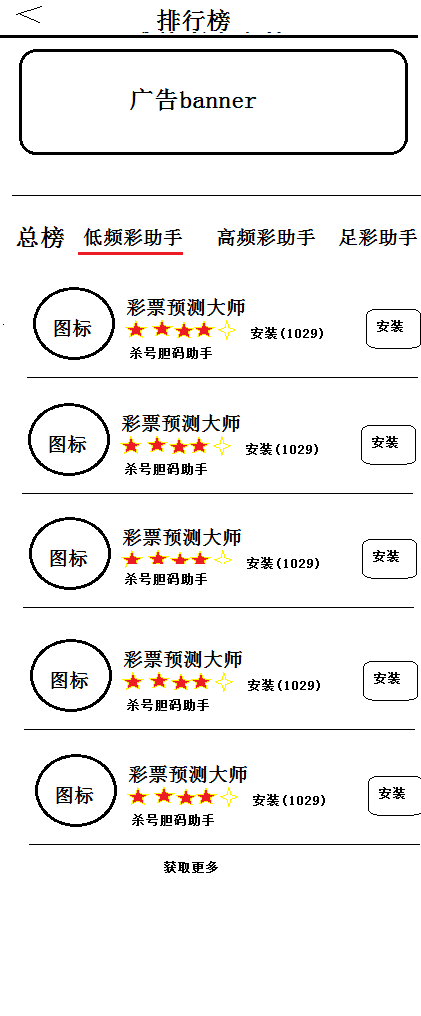 排行榜
广告banner
总榜 低频彩助手 高频彩助手 足彩助手
图标
彩票预测大师
安装(1029)
杀号胆码助手
安装
图标
彩票预测大师
安装(1029)
杀号胆码助手
安装
图标
彩票预测大师
安装(1029)
杀号胆码助手
安装
图标
彩票预测大师
安装(1029)
杀号胆码助手
安装
图标
彩票预测大师
安装(1029)
杀号胆码助手
安装
获取更多